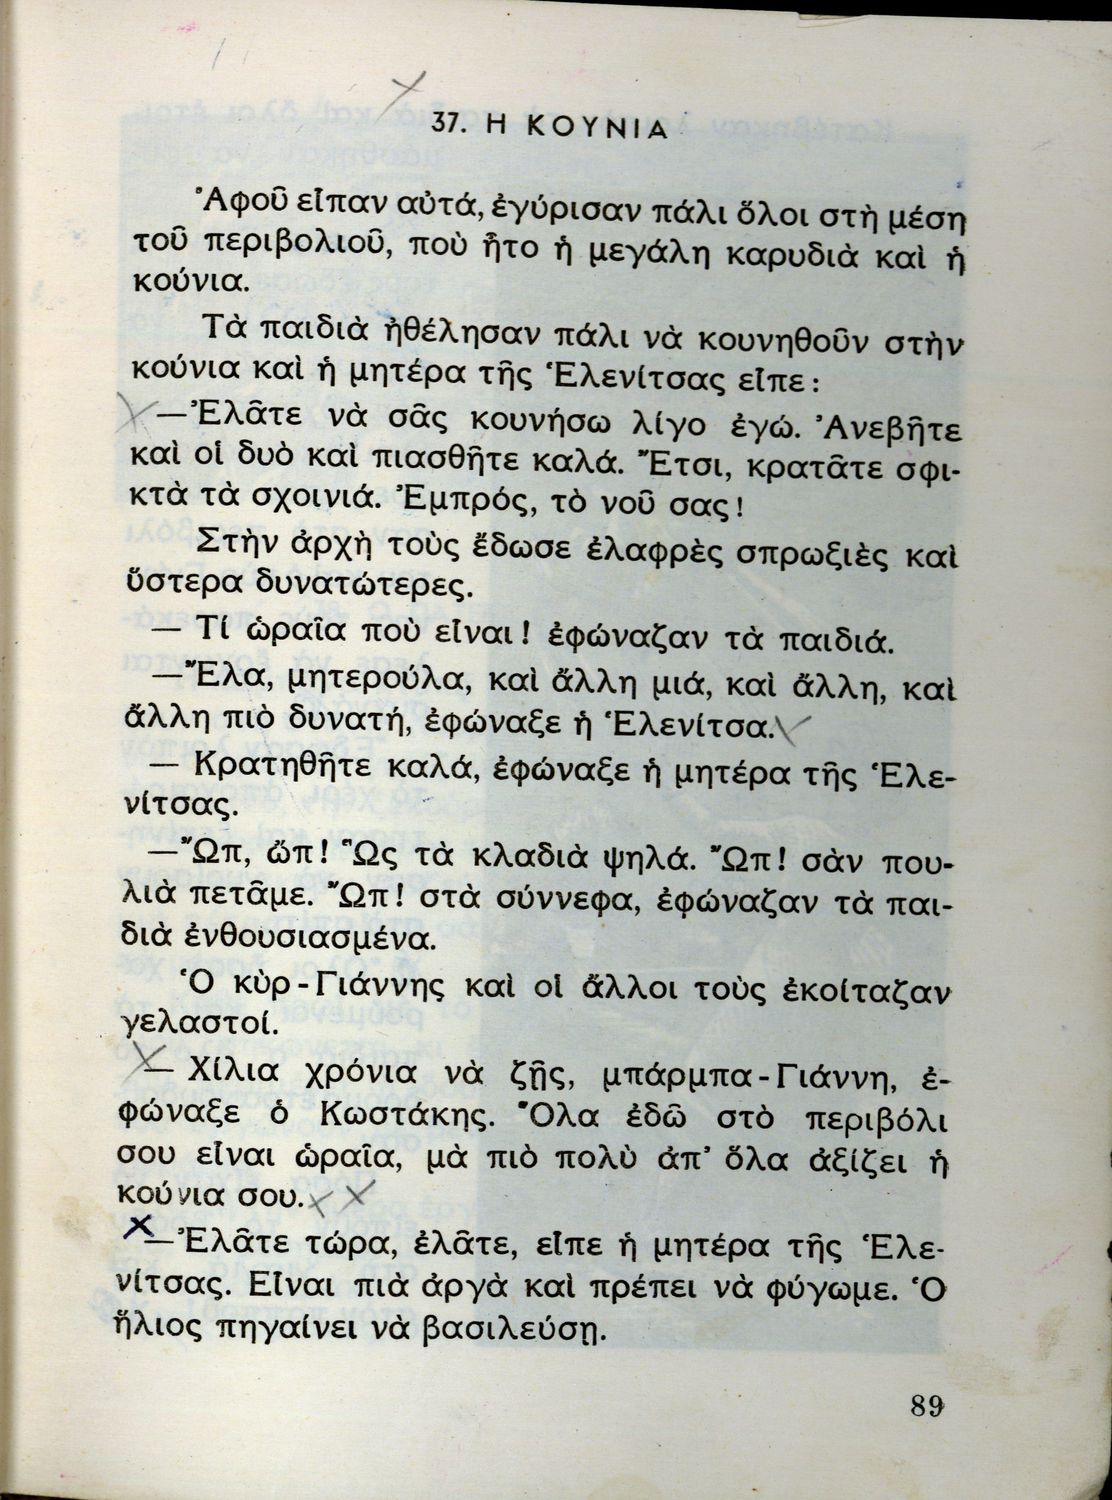 37. Η ΚΟΥΝΙΑ
Ἀφοῦ εἶπαν αὐτά, ἐγύρισαν πάλι ὅλοι στὴ μέση
τοῦ περιβολιοῦ, ποὺ ἦτο ἡ μεγάλη καρυδιὰ καὶ ἡ
κούνια.
Τὰ παιδιὰ ἠθέλησαν πάλι νὰ κουνηθοῦν στὴν
κούνια καὶ ἡ μητέρα τῆς Ἑλενίτσας εἶπε:
—Ἐλᾶτε νὰ σᾶς κουνήσω λίγο ἐγώ. Ἀνεβῆτε
καὶ οἱ δυὸ καὶ πιασθῆτε καλά. Ἔτσι, κρατᾶτε σφι-
κτὰ τὰ σχοινιά. Ἐμπρός, τὸ νοῦ σας!
Στὴν ἀρχὴ τοὺς ἔδωσε ἐλαφρὲς σπρωξιὲς καὶ
ὕστερα δυνατώτερες.
— Τί ὡραῖα ποὺ εἶναι! ἐφώναζαν τὰ παιδιά.
—Ἔλα, μητερούλα, καὶ ἄλλη μιά, καὶ ἄλλη, καὶ
ἄλλη πιὸ δυνατή, ἐφώναξε ἡ Ἑλενίτσα.
— Κρατηθῆτε καλά, ἐφώναξε ἡ μητέρα τῆς Ἑλε-
νίτσας.
—Ὤπ, ὤπ! Ὣς τὰ κλαδιὰ ψηλά. Ὤπ! σὰν που-
λιὰ πετᾶμε. Ὤπ! στὰ σύννεφα, ἐφώναζαν τὰ παι-
διὰ ἐνθουσιασμένα.
Ὁ κὺρ-Γιάννης καὶ οἱ ἄλλοι τοὺς ἐκοίταζαν
γελαστοί.
— Χίλια χρόνια νὰ ζῇς, μπάρμπα-Γιάννη, ἐ-
φώναξε ὁ Κωστάκης. Ὅλα ἐδῶ στὸ περιβόλι
σου εἶναι ὡραῖα, μὰ πιὸ πολὺ ἀπ' ὅλα ἀξίζει ἡ
κούνια σου.
—Ἐλᾶτε τώρα, ἐλᾶτε, εἶπε ἡ μητέρα τῆς Ἑλε-
νίτσας. Εἶναι πιὰ ἀργὰ καὶ πρέπει νὰ φύγωμε. Ὁ
ἥλιος πηγαίνει νὰ βασιλεύσῃ.
89